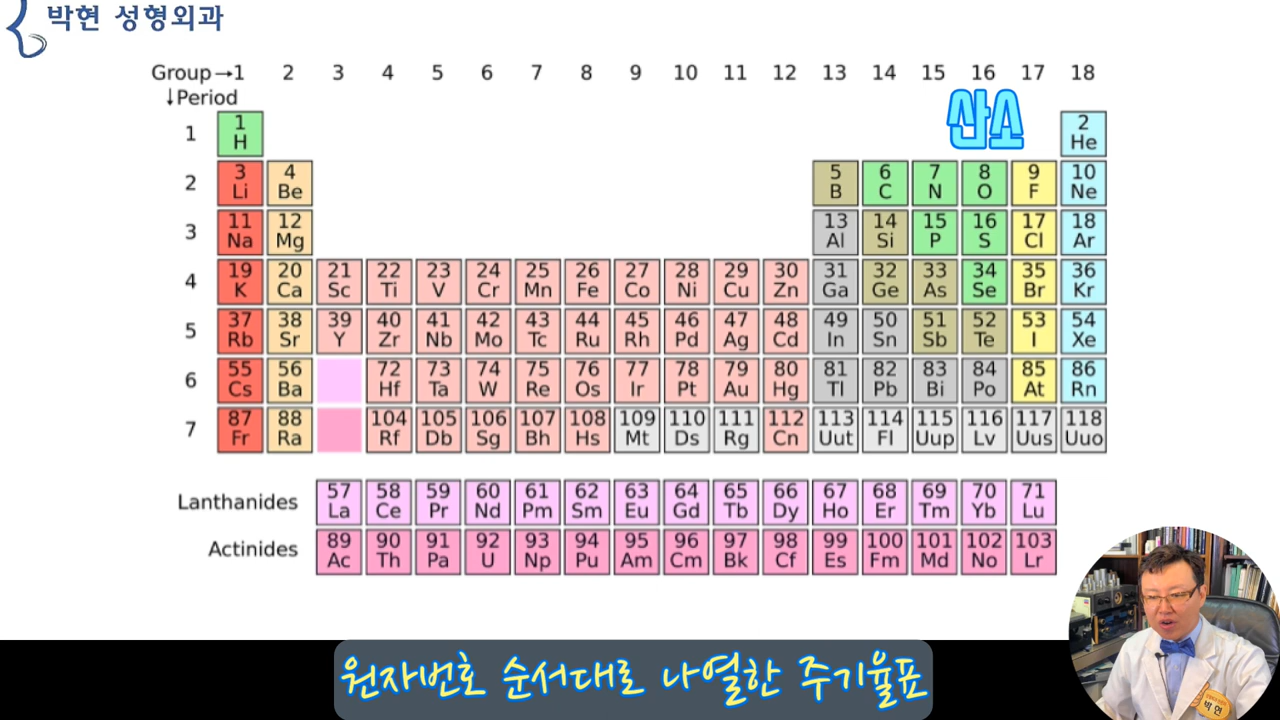 박현 성형외과
Group→1 2 3 4 5 6 7 8 9 10 11 12 13 14 15 16 17 18
↓Period
산소
1 1 H 2 He
2 3 Li 4 Be 5 B 6 C 7 N 8 O 9 F 10 Ne
3 11 Na 12 Mg 13 Al 14 Si 15 P 16 S 17 Cl 18 Ar
4 19 K 20 Ca 21 Sc 22 Ti 23 V 24 Cr 25 Mn 26 Fe 27 Co 28 Ni 29 Cu 30 Zn 31 Ga 32 Ge 33 As 34 Se 35 Br 36 Kr
5 37 Rb 38 Sr 39 Y 40 Zr 41 Nb 42 Mo 43 Tc 44 Ru 45 Rh 46 Pd 47 Ag 48 Cd 49 In 50 Sn 51 Sb 52 Te 53 I 54 Xe
6 55 Cs 56 Ba 72 Hf 73 Ta 74 W 75 Re 76 Os 77 Ir 78 Pt 79 Au 80 Hg 81 Tl 82 Pb 83 Bi 84 Po 85 At 86 Rn
7 87 Fr 88 Ra 104 Rf 105 Db 106 Sg 107 Bh 108 Hs 109 Mt 110 Ds 111 Rg 112 Cn 113 Uut 114 Fl 115 Uup 116 Lv 117 Uus 118 Uuo
Lanthanides 57 La 58 Ce 59 Pr 60 Nd 61 Pm 62 Sm 63 Eu 64 Gd 65 Tb 66 Dy 67 Ho 68 Er 69 Tm 70 Yb 71 Lu
Actinides 89 Ac 90 Th 91 Pa 92 U 93 Np 94 Pu 95 Am 96 Cm 97 Bk 98 Cf 99 Es 100 Fm 101 Md 102 No 103 Lr
박현
원자번호 순서대로 나열한 주기율표